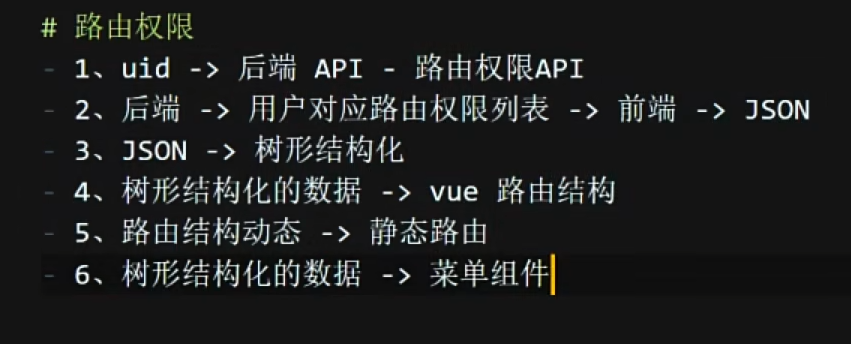 # 路由权限
- 1、uid -> 后端 API - 路由权限API
- 2、后端 -> 用户对应路由权限列表 -> 前端 -> JSON
- 3、JSON -> 树形结构化
- 4、树形结构化的数据 -> vue 路由结构
- 5、路由结构动态 -> 静态路由
- 6、树形结构化的数据 -> 菜单组件